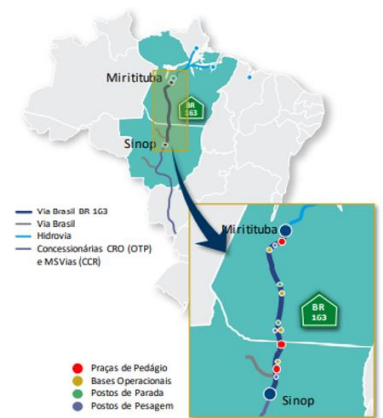 Miritituba
BR
163
Sinop
Via Brasil BR 163
Via Brasil
Hidrovia
Concessionárias CRO (OTP)
e MSVias (CCR)
Miritituba
BR
163
Sinop
Praças de Pedágio
Bases Operacionais
Postos de Parada
Postos de Pesagem